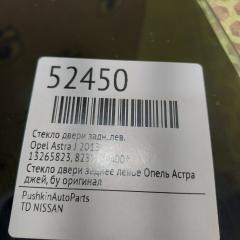 52450
Стекло двери задн.лев.
Opel Astra J 2013
13265823,
Стекло двери заднее левое Опель Астра
джей, бу оригинал
PushkinAutoParts
TD NISSAN